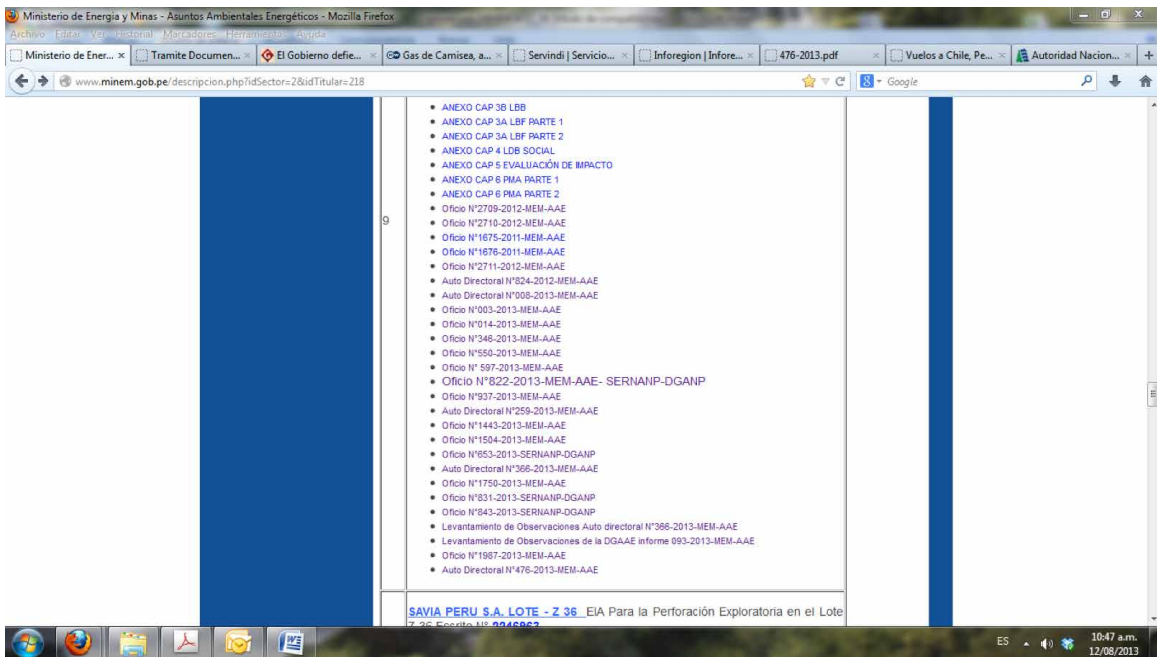 Ministerio de Energía y Minas - Asuntos Ambientales Energéticos - Mozilla Firefox
Archivo Editar Ver Historial Marcadores Herramientas Ayuda
Ministerio de Ener... × Tramite Documen... × El Gobierno defie... × Gas de Camisea, a... × Servindi | Servicio... × Inforegion | Infore... × 476-2013.pdf × Vuelos a Chile, Pe... × Autoridad Nacion... × +
www.minem.gob.pe/descripcion.php?idSector=2&idTitular=218
Google
• ANEXO CAP 3B LBB
• ANEXO CAP 3A LBF PARTE 1
• ANEXO CAP 3A LBF PARTE 2
• ANEXO CAP 4 LDB SOCIAL
• ANEXO CAP 5 EVALUACIÓN DE IMPACTO
• ANEXO CAP 6 PMA PARTE 1
• ANEXO CAP 6 PMA PARTE 2
• Oficio N°2709-2012-MEM-AAE
9
• Oficio N°2710-2012-MEM-AAE
• Oficio N°1675-2011-MEM-AAE
• Oficio N°1676-2011-MEM-AAE
• Oficio N°2711-2012-MEM-AAE
• Auto Directoral N°824-2012-MEM-AAE
• Auto Directoral N°008-2013-MEM-AAE
• Oficio N°003-2013-MEM-AAE
• Oficio N°014-2013-MEM-AAE
• Oficio N°346-2013-MEM-AAE
• Oficio N°550-2013-MEM-AAE
• Oficio N° 597-2013-MEM-AAE
• Oficio N°822-2013-MEM-AAE- SERNANP-DGANP
• Oficio N°937-2013-MEM-AAE
• Auto Directoral N°259-2013-MEM-AAE
• Oficio N°1443-2013-MEM-AAE
• Oficio N°1504-2013-MEM-AAE
• Oficio N°653-2013-SERNANP-DGANP
• Auto Directoral N°366-2013-MEM-AAE
• Oficio N°1750-2013-MEM-AAE
• Oficio N°831-2013-SERNANP-DGANP
• Oficio N°843-2013-SERNANP-DGANP
• Levantamiento de Observaciones Auto directoral N°366-2013-MEM-AAE
• Levantamiento de Observaciones de la DGAAE informe 093-2013-MEM-AAE
• Oficio N°1987-2013-MEM-AAE
• Auto Directoral N°476-2013-MEM-AAE
SAVIA PERU S.A. LOTE - Z 36 EIA Para la Perforación Exploratoria en el Lote
Z 36 Escrito N° 2246963
ES
10:47 a.m.
12/08/2013